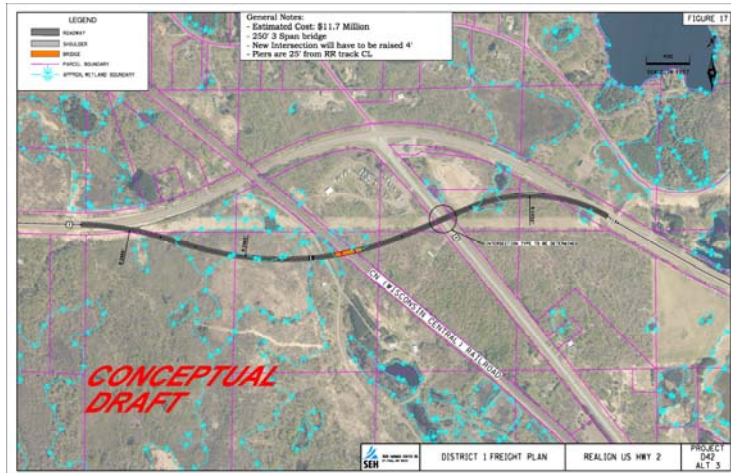 LEGEND
ROADWAY
SHOULDER
BRIDGE
PARCEL BOUNDARY
APPROX. WETLAND BOUNDARY
General Notes:
- Estimated Cost: $11.7 Million
- 250' 3 Span bridge
- New Intersection will have to be raised 4'
- Piers are 25' from RR track CL
FIGURE 17
INTERSECTION TYPE TO BE DETERMINED
CN (WISCONSIN CENTRAL) RAILROAD
CONCEPTUAL
DRAFT
SEH
DISTRICT 1 FREIGHT PLAN
REALIGN US HWY 2
PROJECT
D42
ALT 3